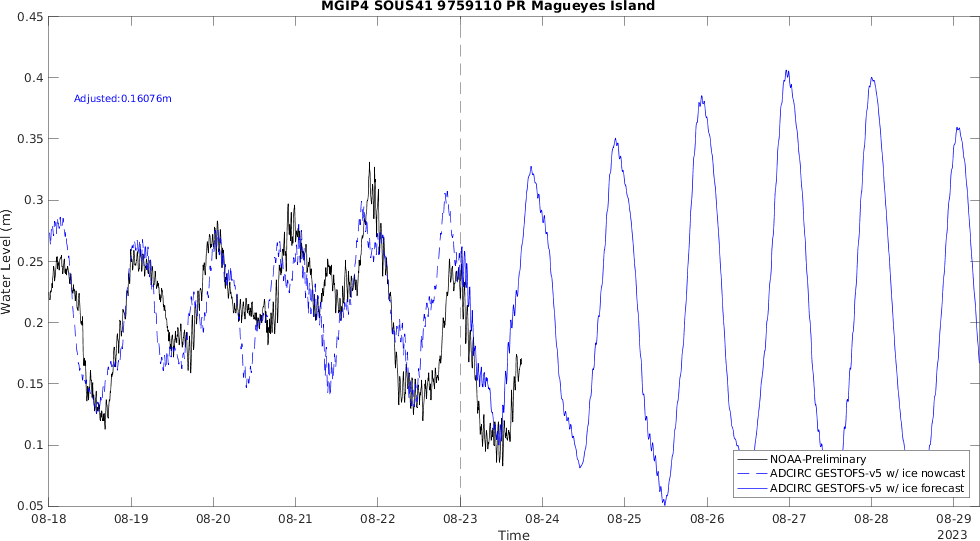 MGIP4 SOUS41 9759110 PR Magueyes Island
0.45
0.4
0.35
0.3
0.25
0.2
0.15
0.1
0.05
Water Level (m)
Adjusted:0.16076m
NOAA-Preliminary
ADCIRC GESTOFS-v5 w/ ice nowcast
ADCIRC GESTOFS-v5 w/ ice forecast
08-18 08-19 08-20 08-21 08-22 08-23 08-24 08-25 08-26 08-27 08-28 08-29
Time
2023